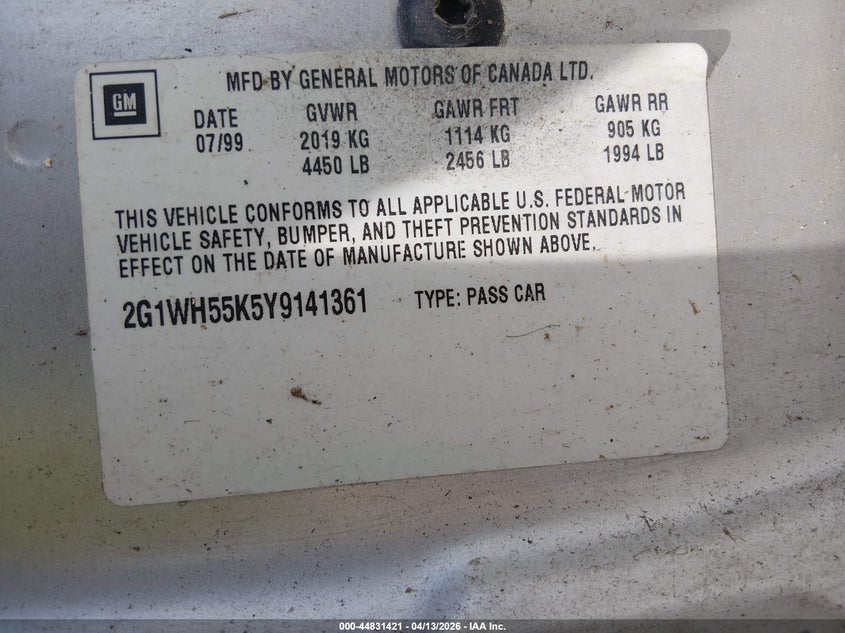 MFD BY GENERAL MOTORS OF CANADA LTD.
GM
DATE GVWR GAWR FRT GAWR RR
07/99 2019 KG 1114 KG 905 KG
4450 LB 2456 LB 1994 LB
THIS VEHICLE CONFORMS TO ALL APPLICABLE U.S. FEDERAL MOTOR
VEHICLE SAFETY, BUMPER, AND THEFT PREVENTION STANDARDS IN
EFFECT ON THE DATE OF MANUFACTURE SHOWN ABOVE.
2G1WH55K5Y9141361 TYPE: PASS CAR
000-44831421 - 04/13/2026 - IAA Inc.